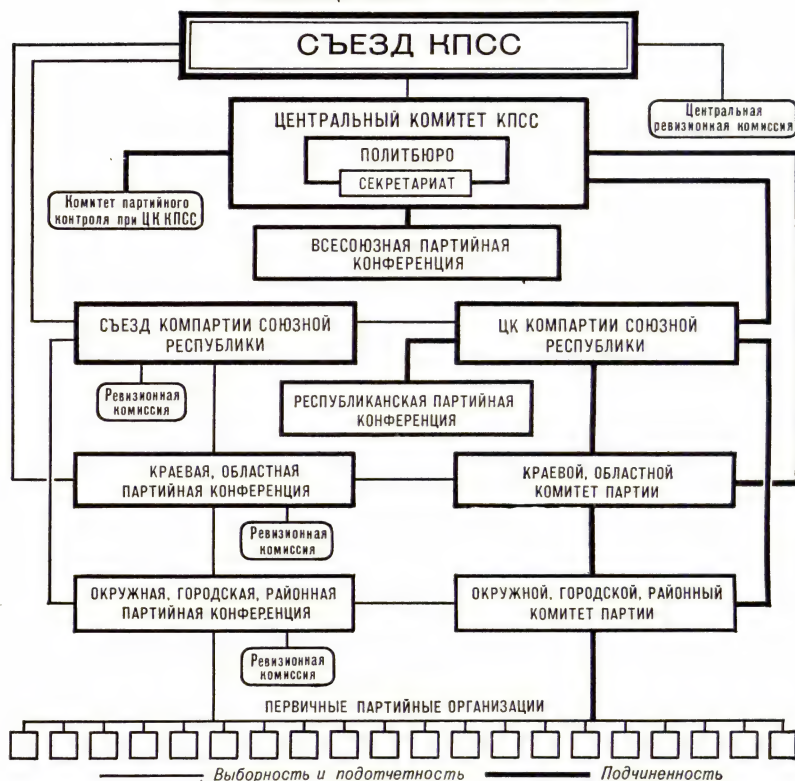 СЪЕЗД КПСС
Центральная
ревизионная комиссия
ЦЕНТРАЛЬНЫЙ КОМИТЕТ КПСС
ПОЛИТБЮРО
СЕКРЕТАРИАТ
Комитет партийного
контроля при ЦК КПСС
ВСЕСОЮЗНАЯ ПАРТИЙНАЯ
КОНФЕРЕНЦИЯ
СЪЕЗД КОМПАРТИИ СОЮЗНОЙ
РЕСПУБЛИКИ
ЦК КОМПАРТИИ СОЮЗНОЙ
РЕСПУБЛИКИ
Ревизионная
комиссия
РЕСПУБЛИКАНСКАЯ ПАРТИЙНАЯ
КОНФЕРЕНЦИЯ
КРАЕВАЯ, ОБЛАСТНАЯ
ПАРТИЙНАЯ КОНФЕРЕНЦИЯ
КРАЕВОЙ, ОБЛАСТНОЙ
КОМИТЕТ ПАРТИИ
Ревизионная
комиссия
ОКРУЖНАЯ, ГОРОДСКАЯ, РАЙОННАЯ
ПАРТИЙНАЯ КОНФЕРЕНЦИЯ
ОКРУЖНОЙ, ГОРОДСКОЙ, РАЙОННЫЙ
КОМИТЕТ ПАРТИИ
Ревизионная
комиссия
ПЕРВИЧНЫЕ ПАРТИЙНЫЕ ОРГАНИЗАЦИИ
Выборность и подотчетность
Подчиненность